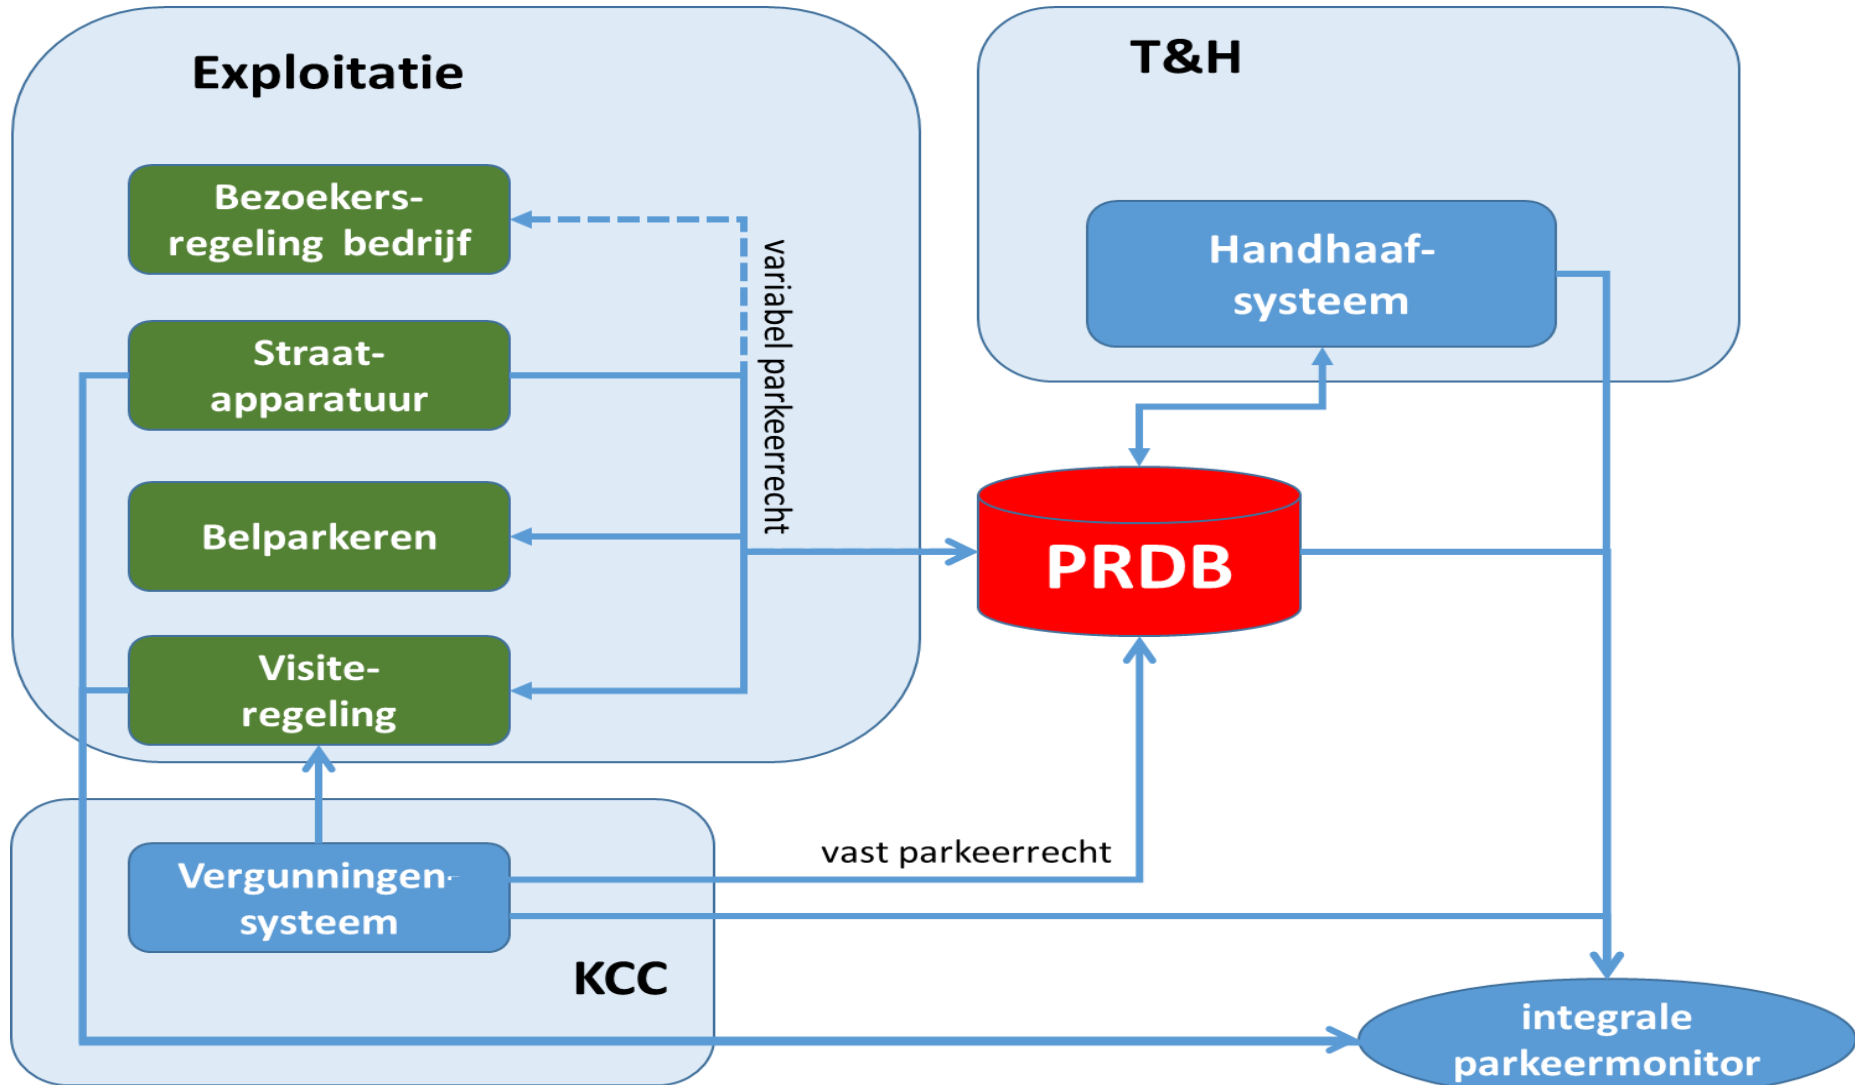 Exploitatie
Bezoekers-
regeling bedrijf
Straat-
apparatuur
Belparkeren
Visite-
regeling
variabel parkeerrecht
T&H
Handhaaf-
systeem
PRDB
vast parkeerrecht
Vergunningen-
systeem
KCC
integrale
parkeermonitor